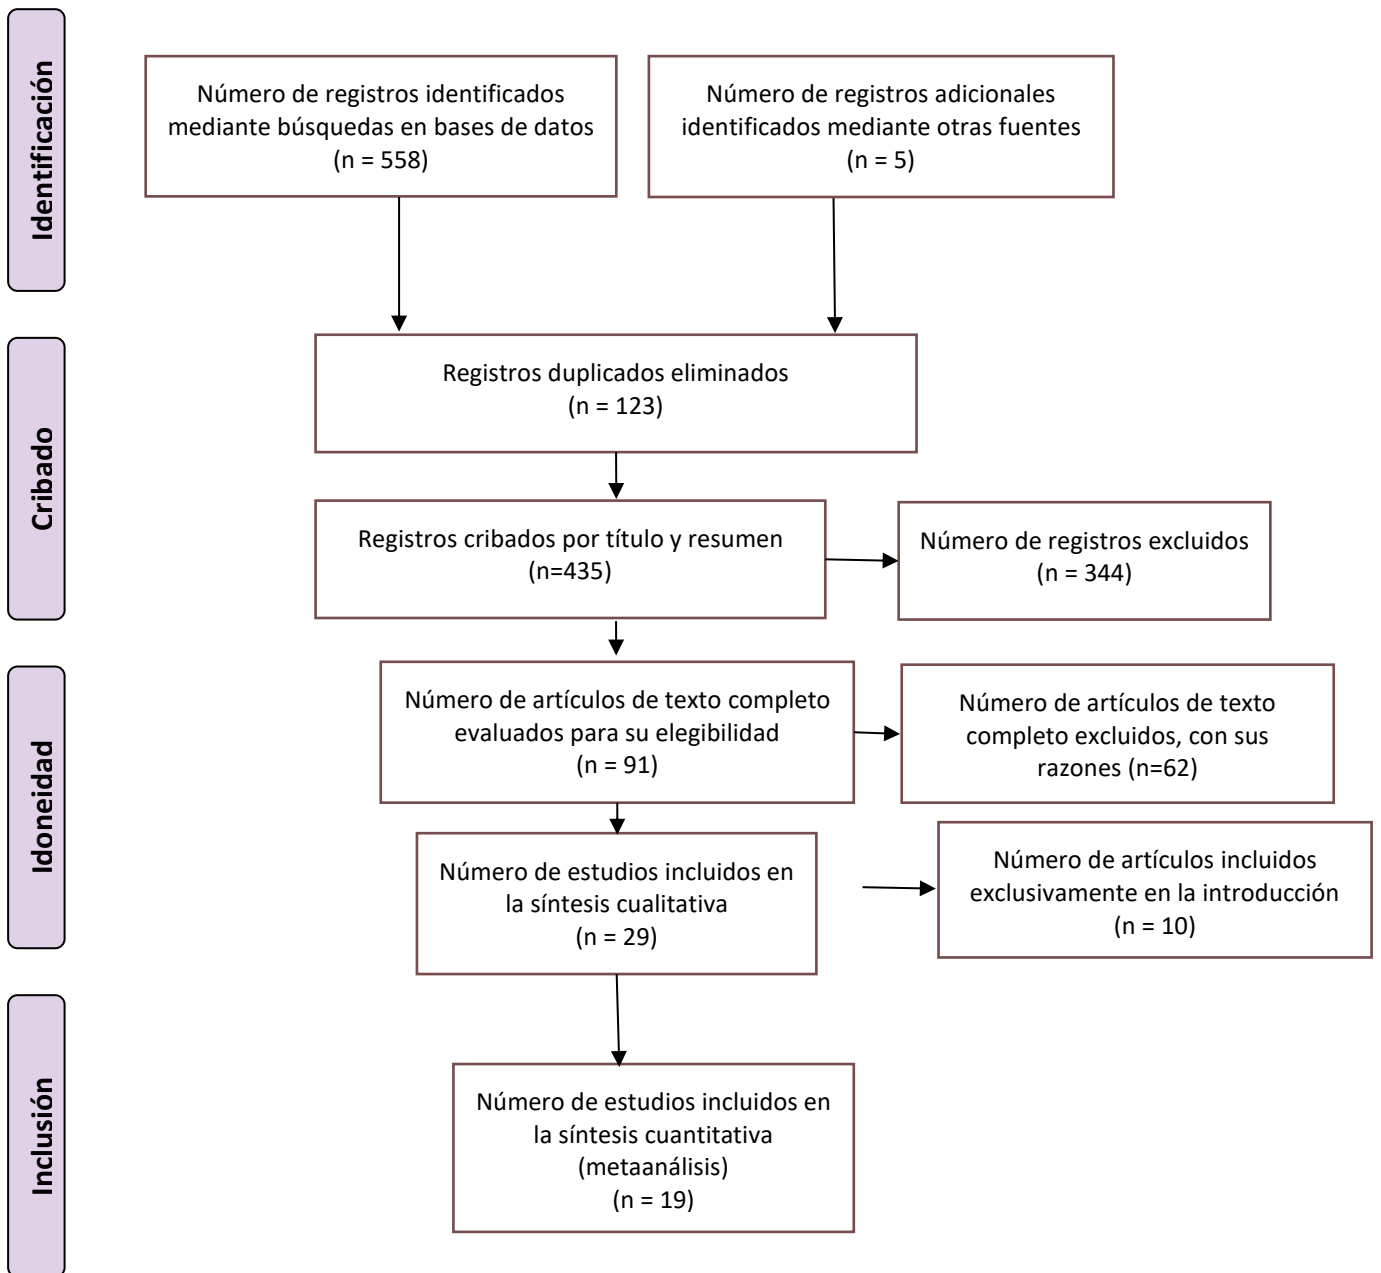 Identificación
Número de registros identificados
mediante búsquedas en bases de datos
(n = 558)
Número de registros adicionales
identificados mediante otras fuentes
(n = 5)
Cribado
Registros duplicados eliminados
(n = 123)
Registros cribados por título y resumen
(n=435)
Número de registros excluidos
(n = 344)
Idoneidad
Número de artículos de texto completo
evaluados para su elegibilidad
(n = 91)
Número de artículos de texto
completo excluidos, con sus
razones (n=62)
Número de estudios incluidos en
la síntesis cualitativa
(n = 29)
Número de artículos incluidos
exclusivamente en la introducción
(n = 10)
Inclusión
Número de estudios incluidos en
la síntesis cuantitativa
(metaanálisis)
(n = 19)